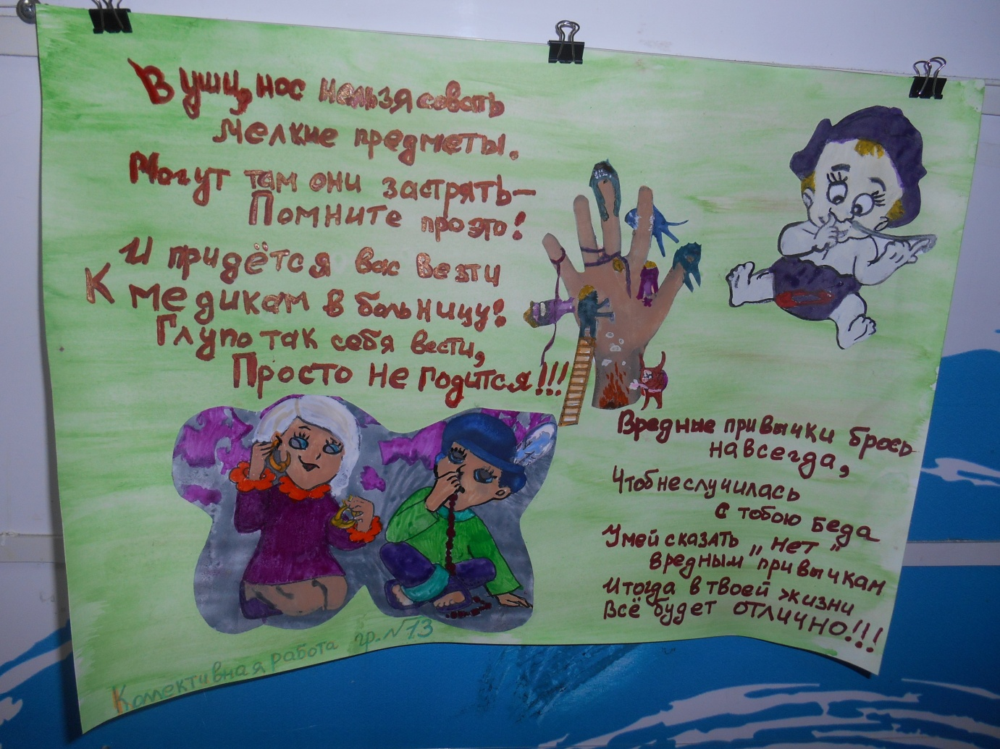 В уши, нос нельзя совать
мелкие предметы.
Могут там они застрять—
Помните про это!
И придётся вас везти
К медикам в больницу!
Глупо так себя вести,
Просто не годится!!!
Вредные привычки брось
навсегда,
Чтоб не случилась
с тобою беда
Умей сказать „нет”
вредным привычкам
И тогда в твоей жизни
всё будет ОТЛИЧНО!!!
Коллективная работа гр. №13